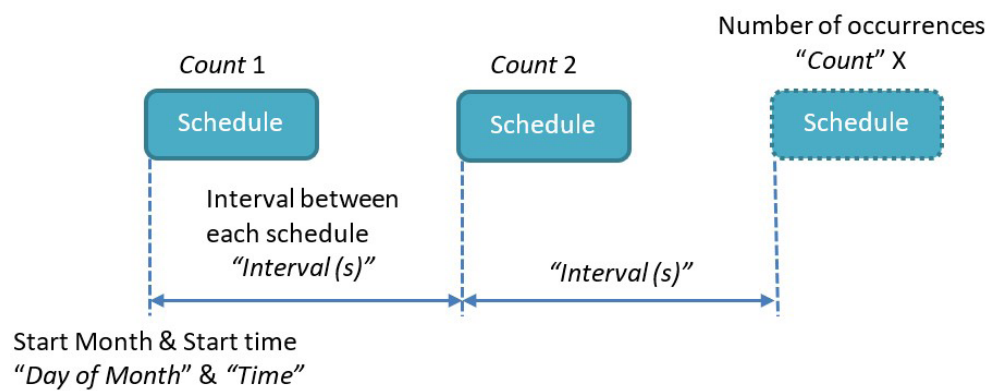 Number of occurrences
“Count” X
Count 1
Count 2
Schedule
Schedule
Schedule
Interval between
each schedule
“Interval (s)”
“Interval (s)”
Start Month & Start time
“Day of Month” & “Time”